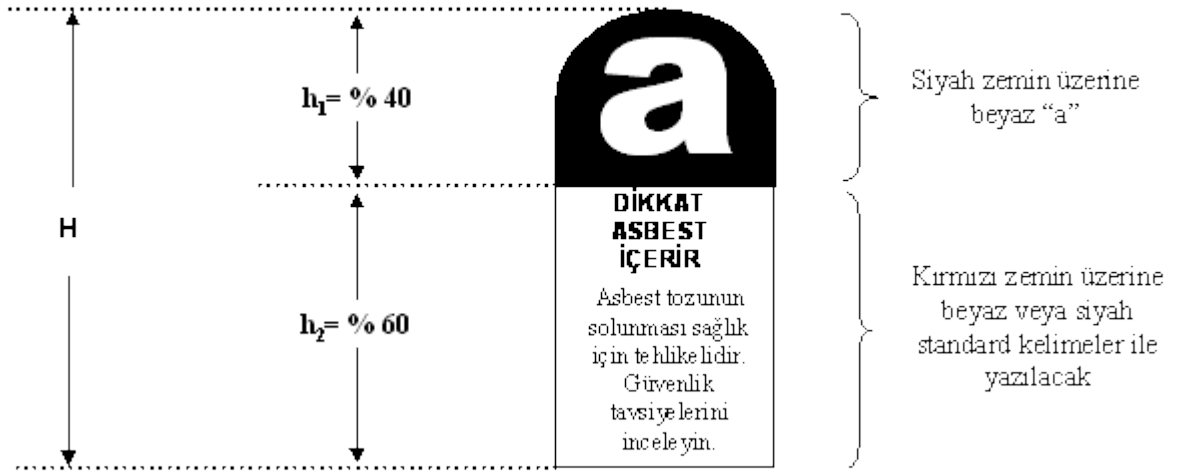 H
h₁= % 40
h₂= % 60
a
DİKKAT
ASBEST
İÇERİR
Asbest tozunun
solunması sağlık
için tehlikelidir.
Güvenlik
tavsiyelerini
inceleyin.
Siyah zemin üzerine
beyaz “a”
Kırmızı zemin üzerine
beyaz veya siyah
standard kelimeler ile
yazılacak